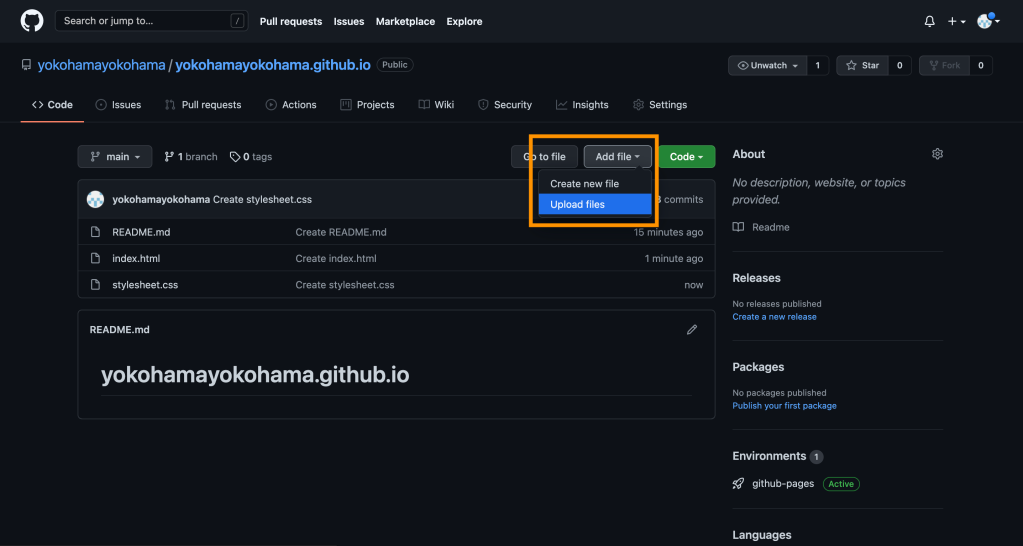 Search or jump to... /
Pull requests Issues Marketplace Explore
yokohamayokohama / yokohamayokohama.github.io Public
Unwatch 1 Star 0 Fork 0
<> Code Issues Pull requests Actions Projects Wiki Security Insights Settings
main 1 branch 0 tags Go to file Add file Code
Create new file
Upload files
yokohamayokohama Create stylesheet.css commits
README.md Create README.md 15 minutes ago
index.html Create index.html 1 minute ago
stylesheet.css Create stylesheet.css now
README.md
yokohamayokohama.github.io
About
No description, website, or topics
provided.
Readme
Releases
No releases published
Create a new release
Packages
No packages published
Publish your first package
Environments 1
github-pages Active
Languages